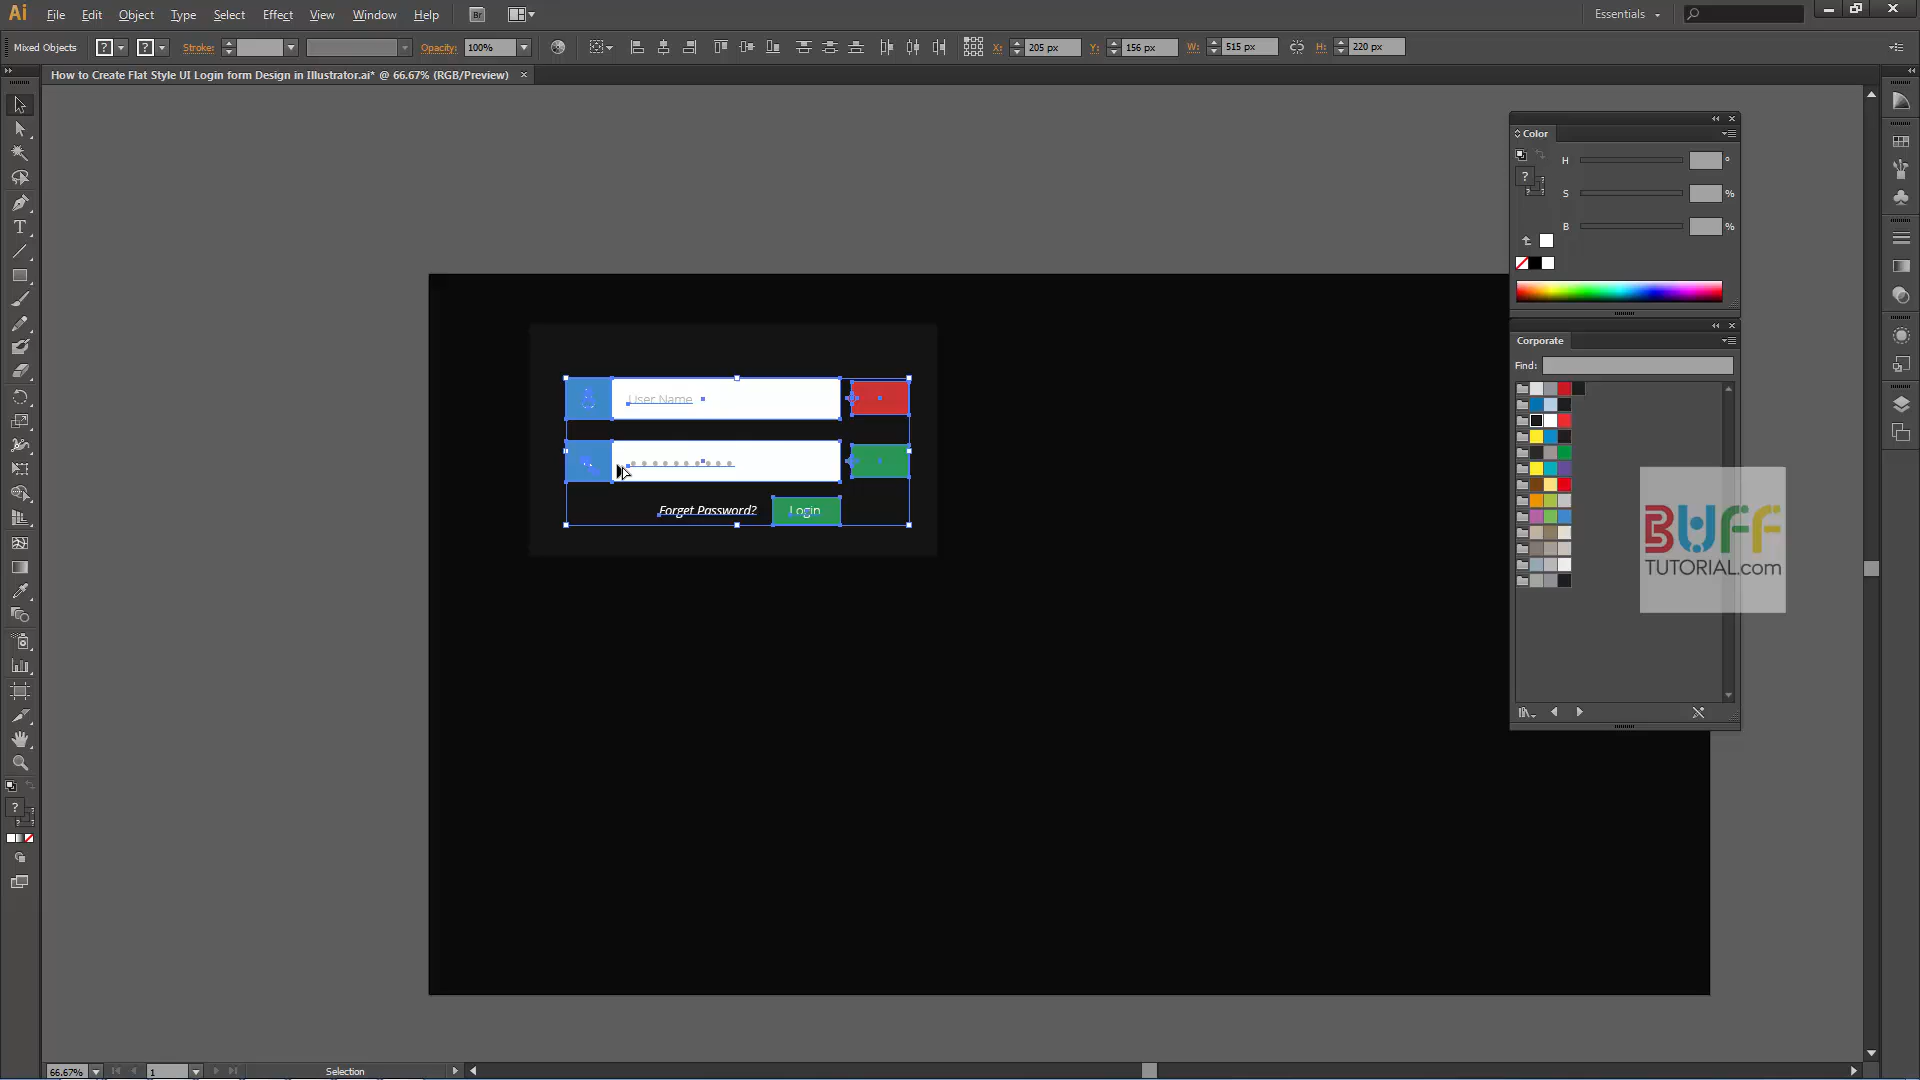 Ai File Edit Object Type Select Effect View Window Help Br Essentials
Mixed Objects ? ? Stroke: Opacity: 100% X: 205 px Y: 156 px W: 515 px H: 220 px
How to Create Flat Style UI Login form Design in Illustrator.ai* @ 66.67% (RGB/Preview)
Color
H °
? S %
B %
Corporate
Find:
User Name
Forget Password? Login
BUFF
TUTORIAL.com
?
66.67% 1 Selection